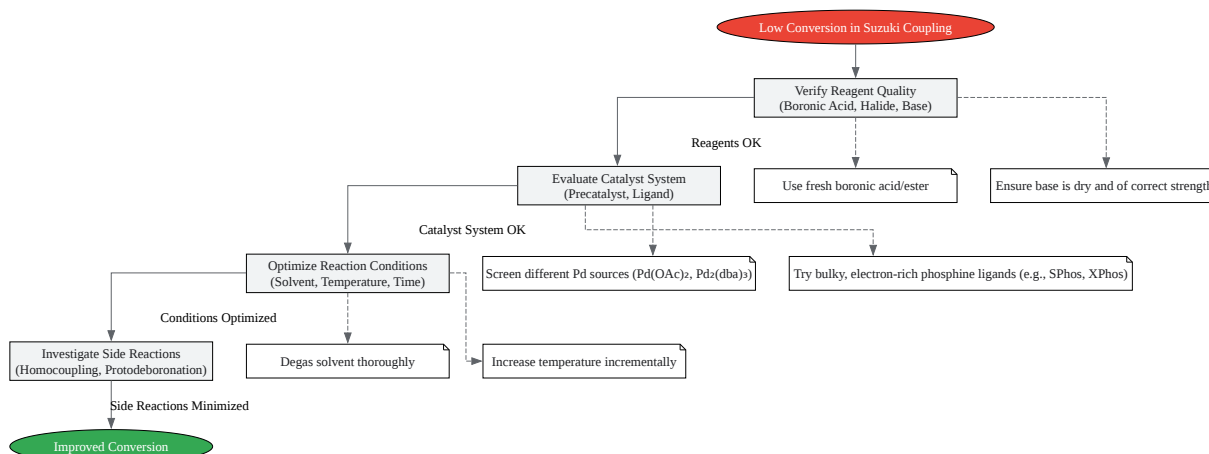 Low Conversion in Suzuki Coupling
Verify Reagent Quality
(Boronic Acid, Halide, Base)
Reagents OK
Evaluate Catalyst System
(Precatalyst, Ligand)
Use fresh boronic acid/ester
Ensure base is dry and of correct strength
Catalyst System OK
Optimize Reaction Conditions
(Solvent, Temperature, Time)
Screen different Pd sources (Pd(OAc)₂, Pd₂(dba)₃)
Try bulky, electron-rich phosphine ligands (e.g., SPhos, XPhos)
Conditions Optimized
Investigate Side Reactions
(Homocoupling, Protodeboronation)
Degas solvent thoroughly
Increase temperature incrementally
Side Reactions Minimized
Improved Conversion